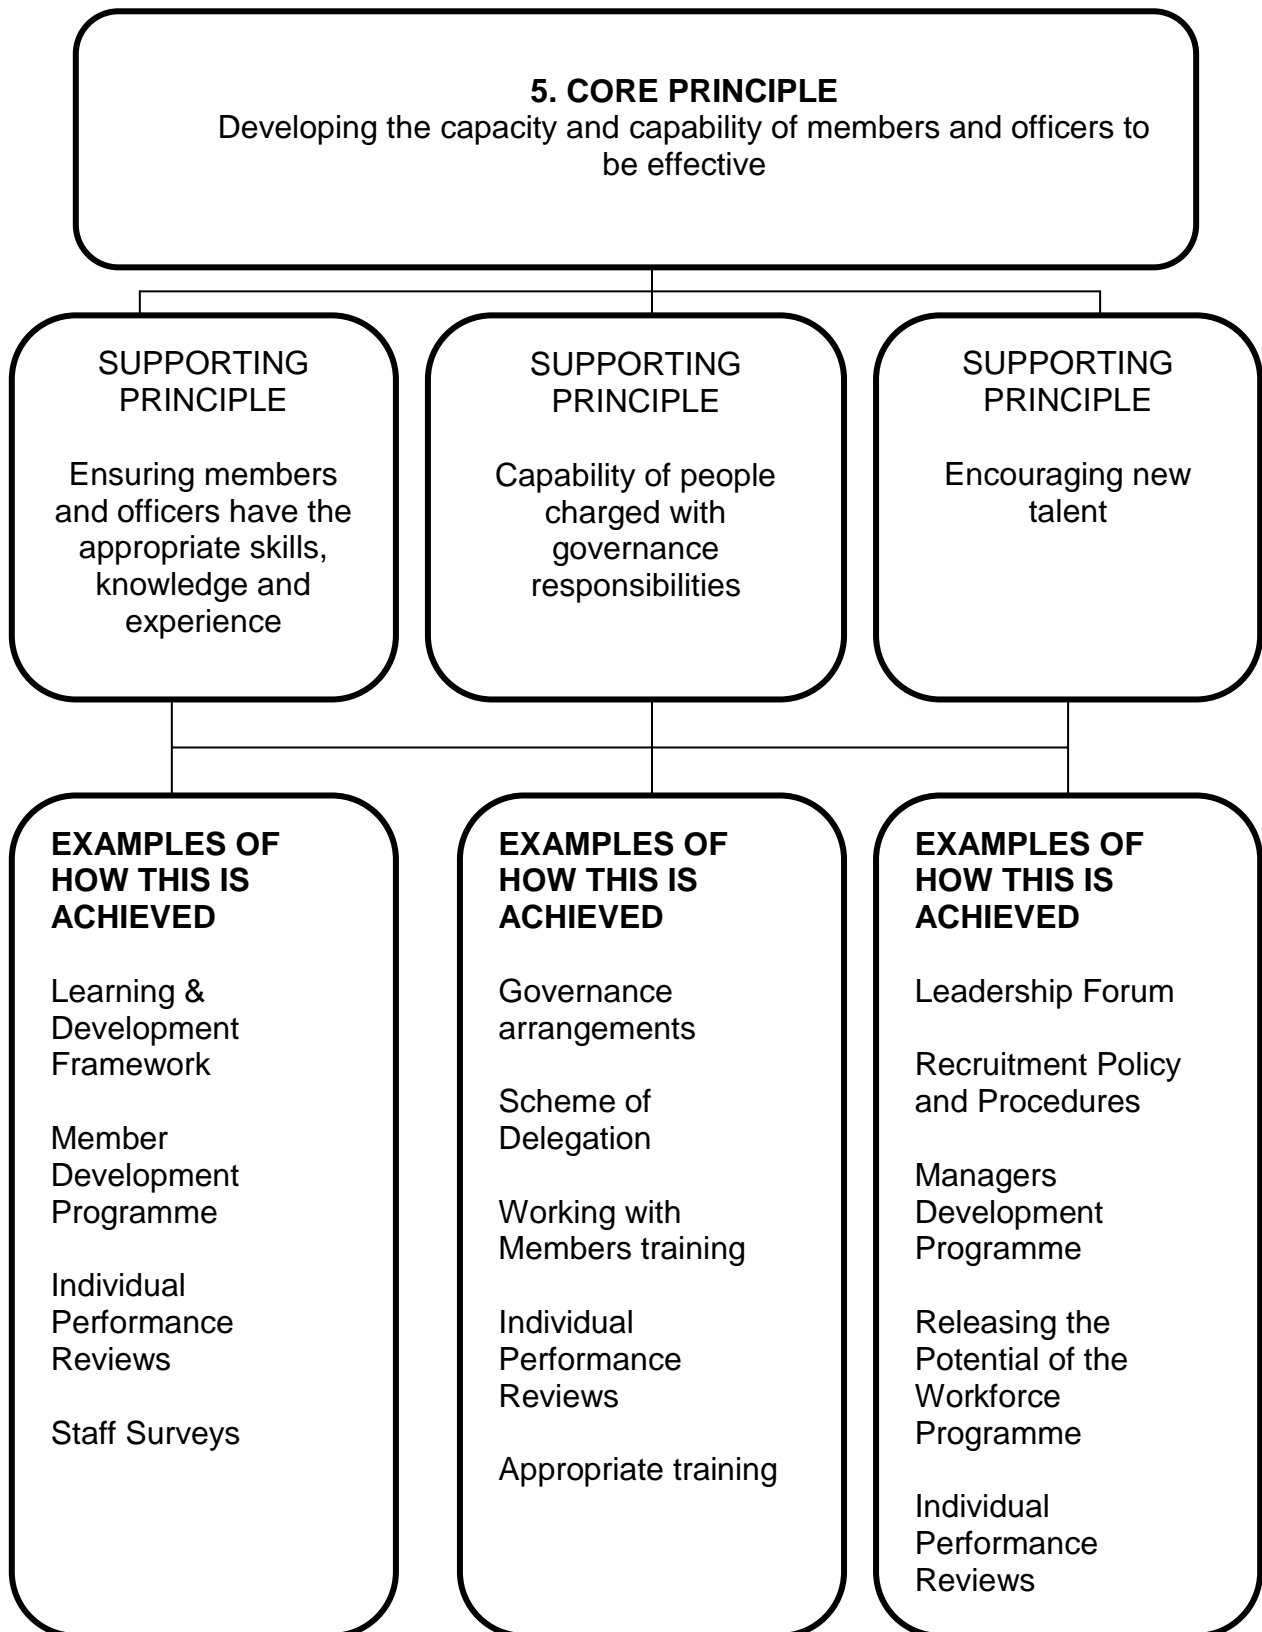 5. CORE PRINCIPLE
Developing the capacity and capability of members and officers to
be effective
SUPPORTING
PRINCIPLE
Ensuring members
and officers have the
appropriate skills,
knowledge and
experience
SUPPORTING
PRINCIPLE
Capability of people
charged with
governance
responsibilities
SUPPORTING
PRINCIPLE
Encouraging new
talent
EXAMPLES OF
HOW THIS IS
ACHIEVED
Learning &
Development
Framework
Member
Development
Programme
Individual
Performance
Reviews
Staff Surveys
EXAMPLES OF
HOW THIS IS
ACHIEVED
Governance
arrangements
Scheme of
Delegation
Working with
Members training
Individual
Performance
Reviews
Appropriate training
EXAMPLES OF
HOW THIS IS
ACHIEVED
Leadership Forum
Recruitment Policy
and Procedures
Managers
Development
Programme
Releasing the
Potential of the
Workforce
Programme
Individual
Performance
Reviews